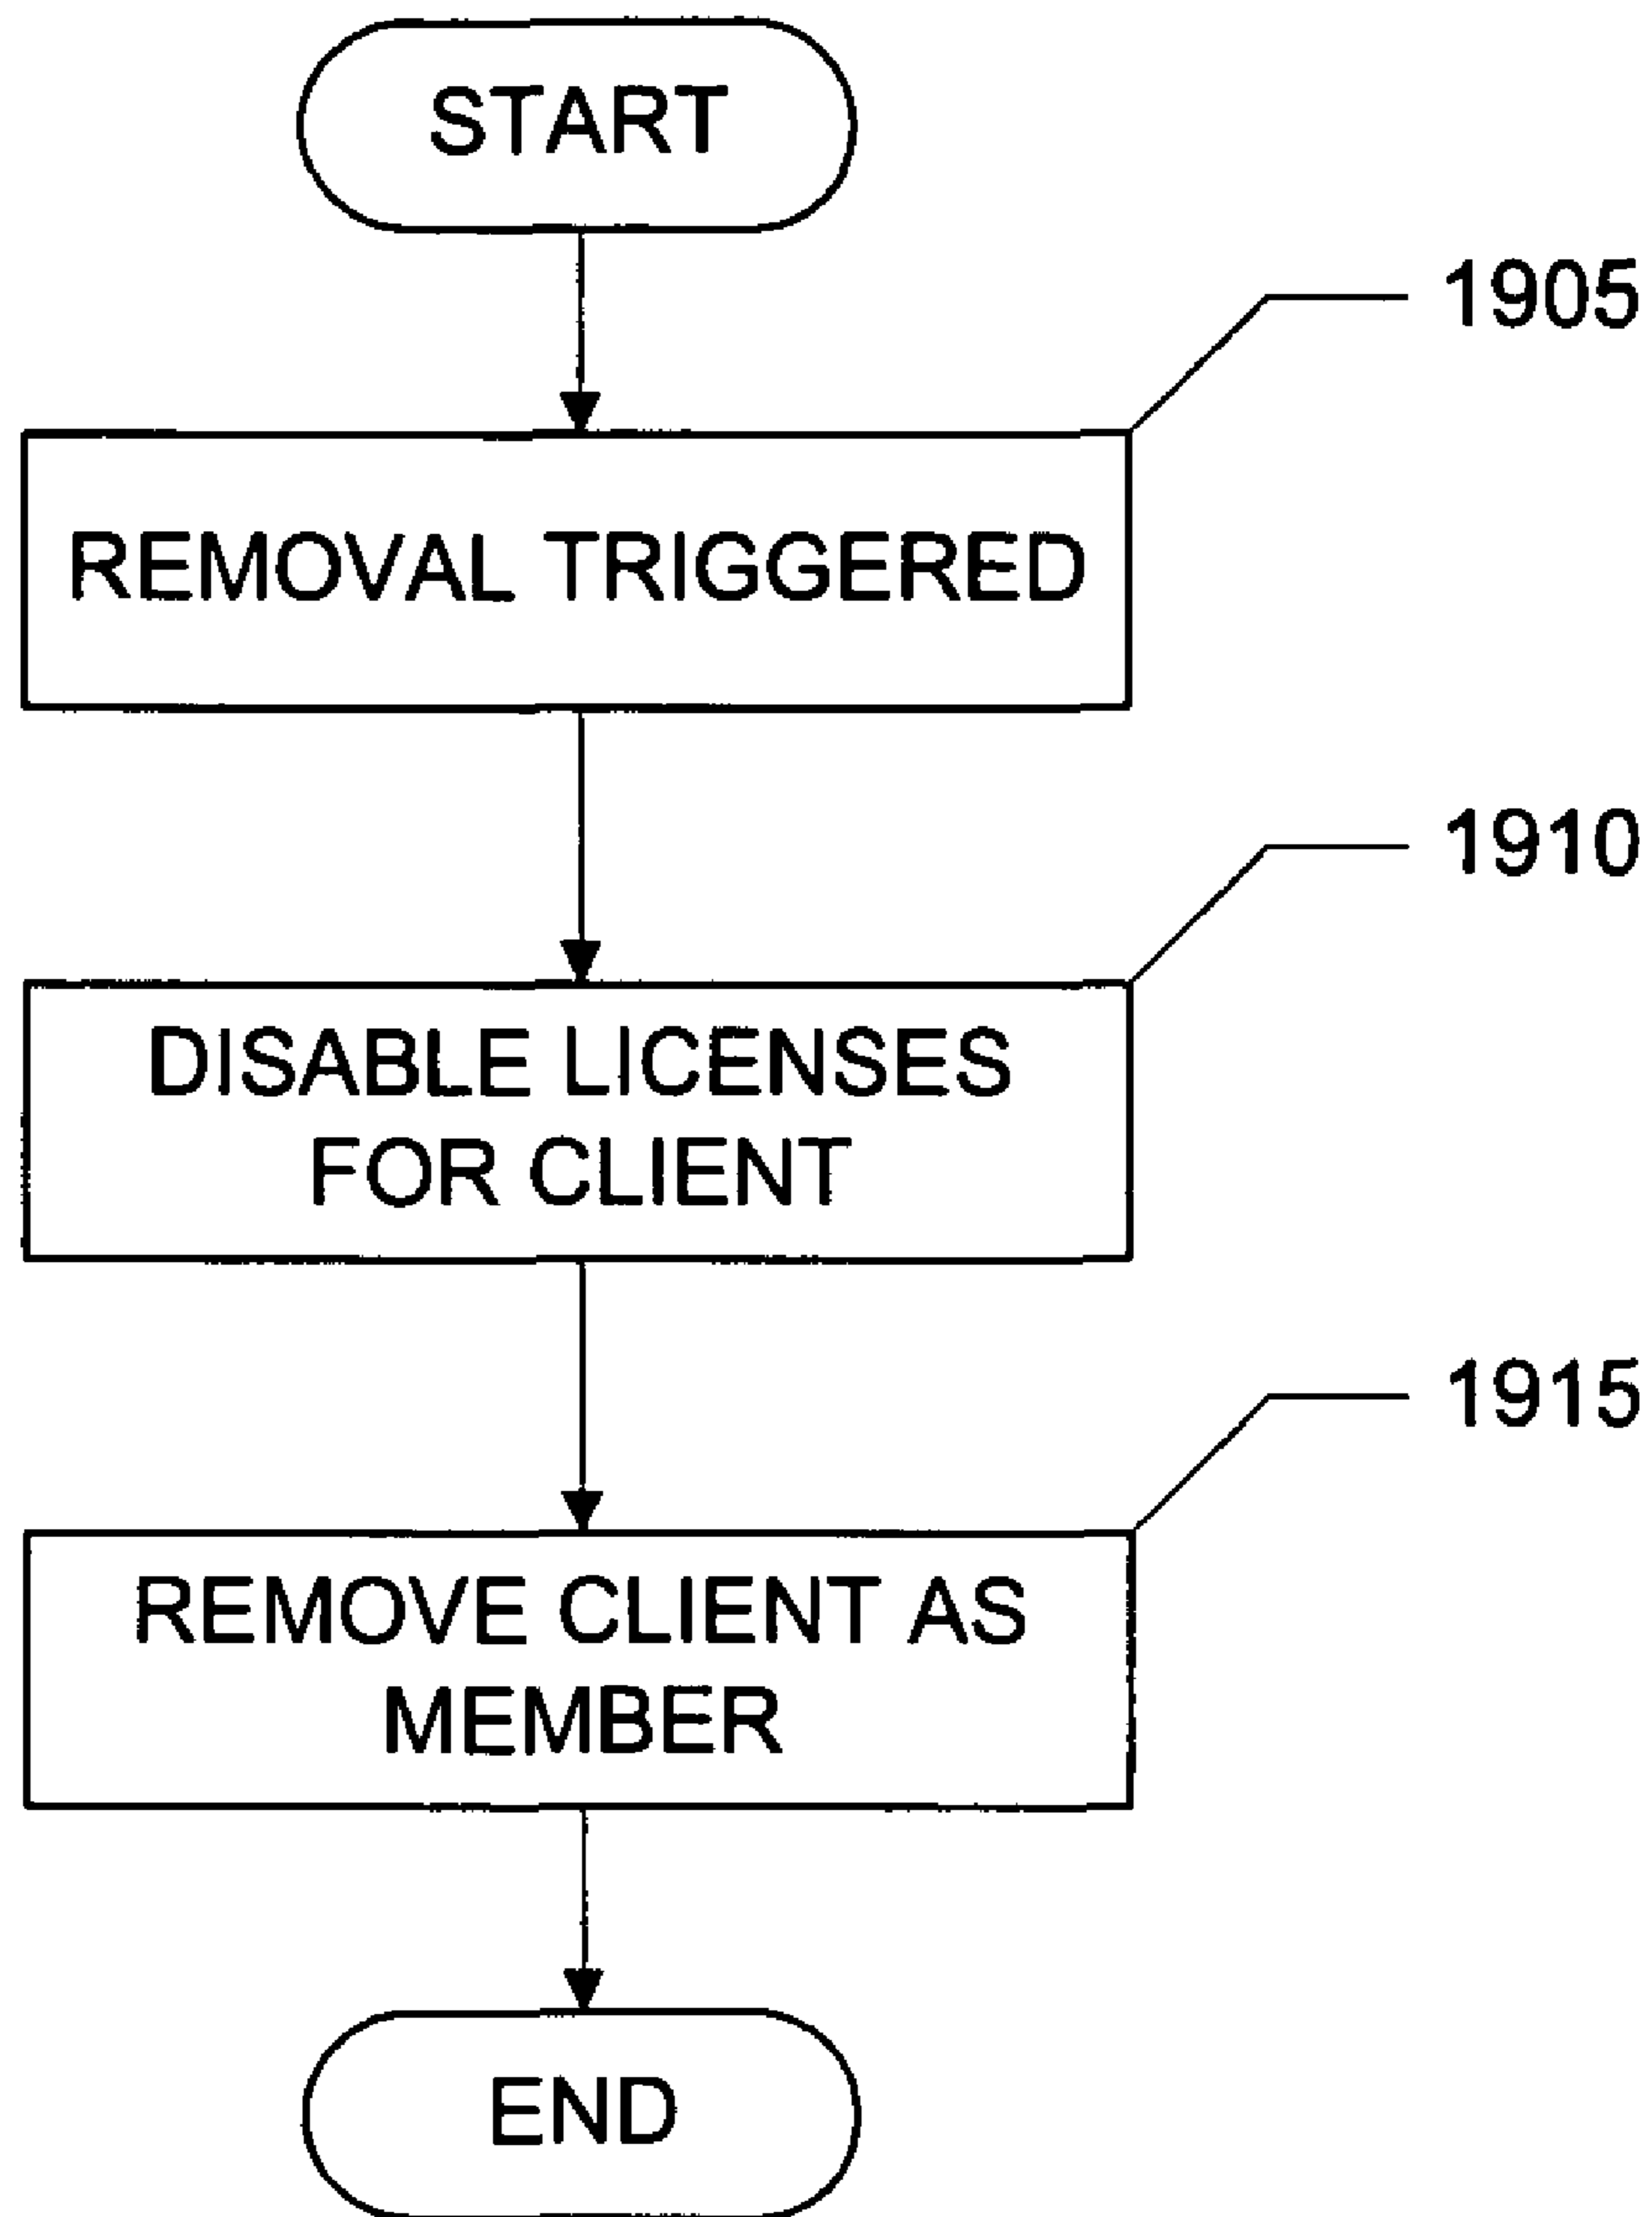 START
1905
REMOVAL TRIGGERED
1910
DISABLE LICENSES
FOR CLIENT
1915
REMOVE CLIENT AS
MEMBER
END